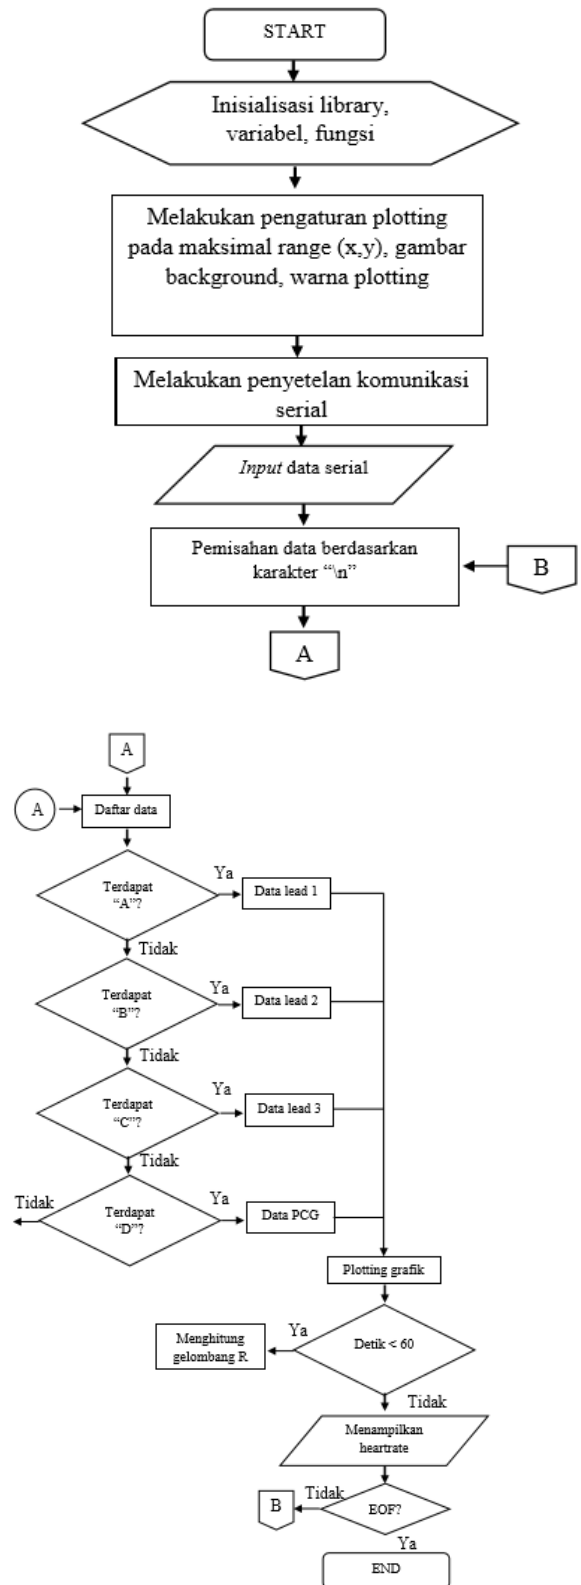 START
Inisialisasi library,
variabel, fungsi
Melakukan pengaturan plotting
pada maksimal range (x,y), gambar
background, warna plotting
Melakukan penyetelan komunikasi
serial
Input data serial
Pemisahan data berdasarkan
karakter “\n”
B
A
A
A
Daftar data
Terdapat
“A”?
Ya
Data lead 1
Tidak
Terdapat
“B”?
Ya
Data lead 2
Tidak
Terdapat
“C”?
Ya
Data lead 3
Tidak
Tidak
Terdapat
“D”?
Ya
Data PCG
Plotting grafik
Menghitung
gelombang R
Ya
Detik < 60
Tidak
Menampilkan
heartrate
B
Tidak
EOF?
Ya
END